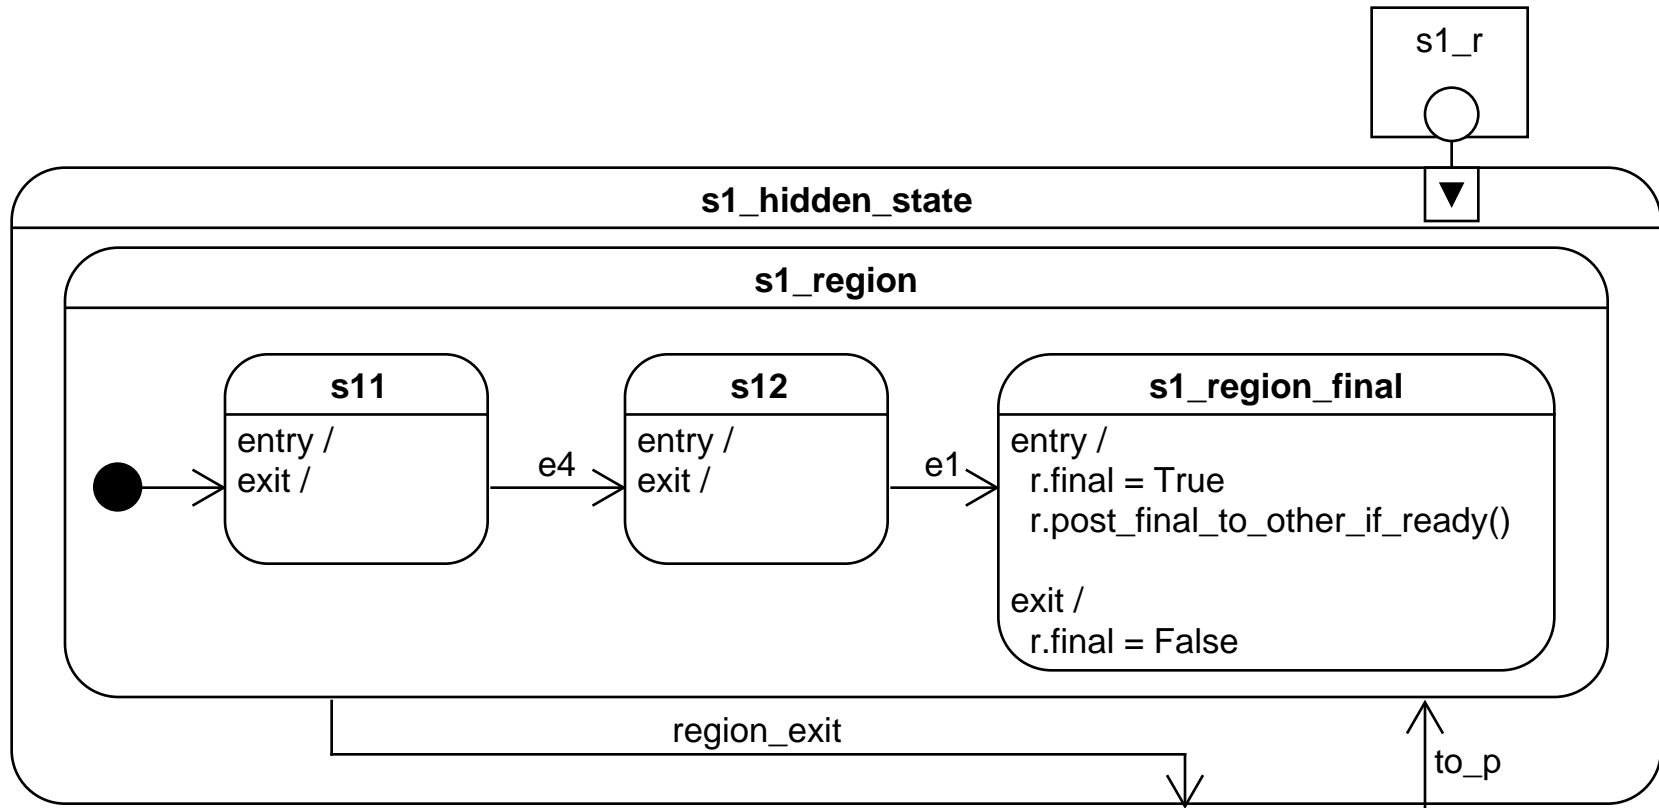 s1_r
s1_hidden_state
s1_region
s11
entry /
exit /
e4
s12
entry /
exit /
e1
s1_region_final
entry /
r.final = True
r.post_final_to_other_if_ready()
exit /
r.final = False
region_exit
to_p